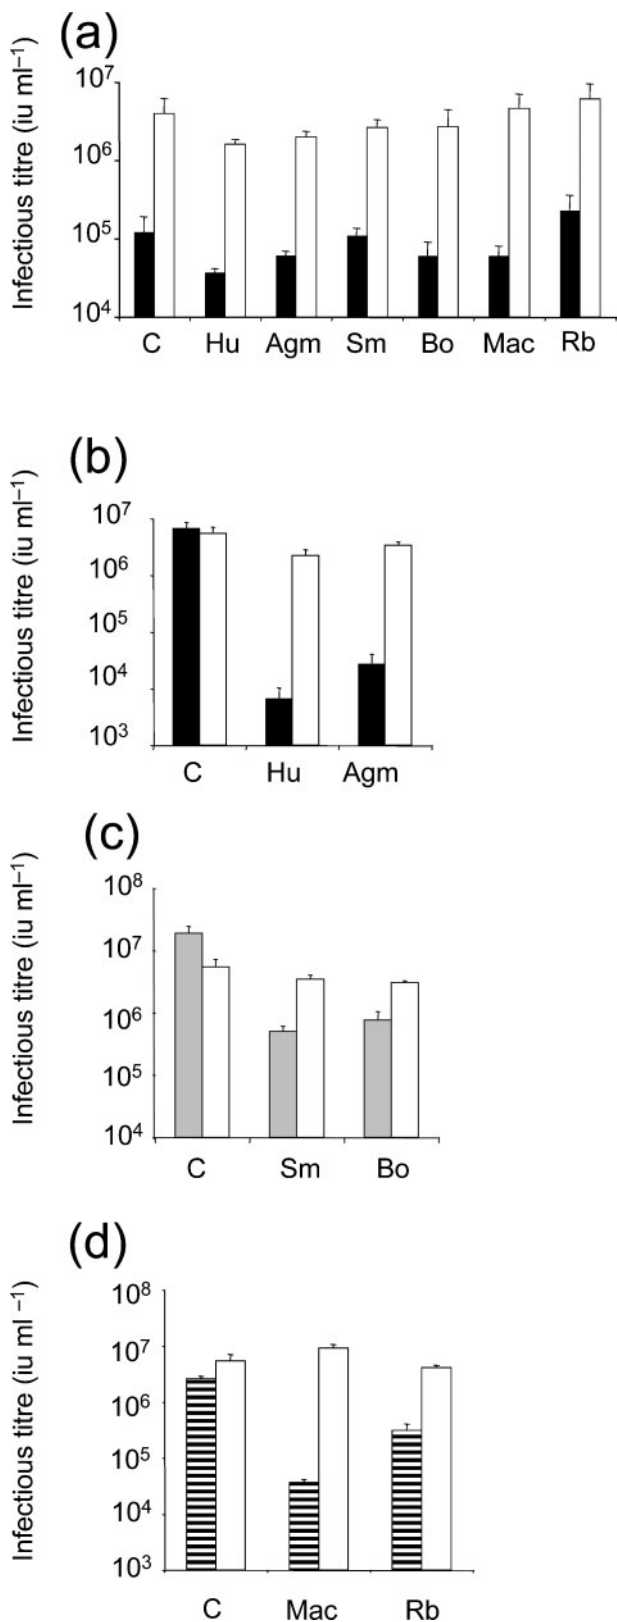 (a)
Infectious titre (iu ml⁻¹)
10⁷
10⁶
10⁵
10⁴
C Hu Agm Sm Bo Mac Rb
(b)
Infectious titre (iu ml⁻¹)
10⁷
10⁶
10⁵
10⁴
10³
C Hu Agm
(c)
Infectious titre (iu ml⁻¹)
10⁸
10⁷
10⁶
10⁵
10⁴
C Sm Bo
(d)
Infectious titre (iu ml ⁻¹)
10⁸
10⁷
10⁶
10⁵
10⁴
10³
C Mac Rb